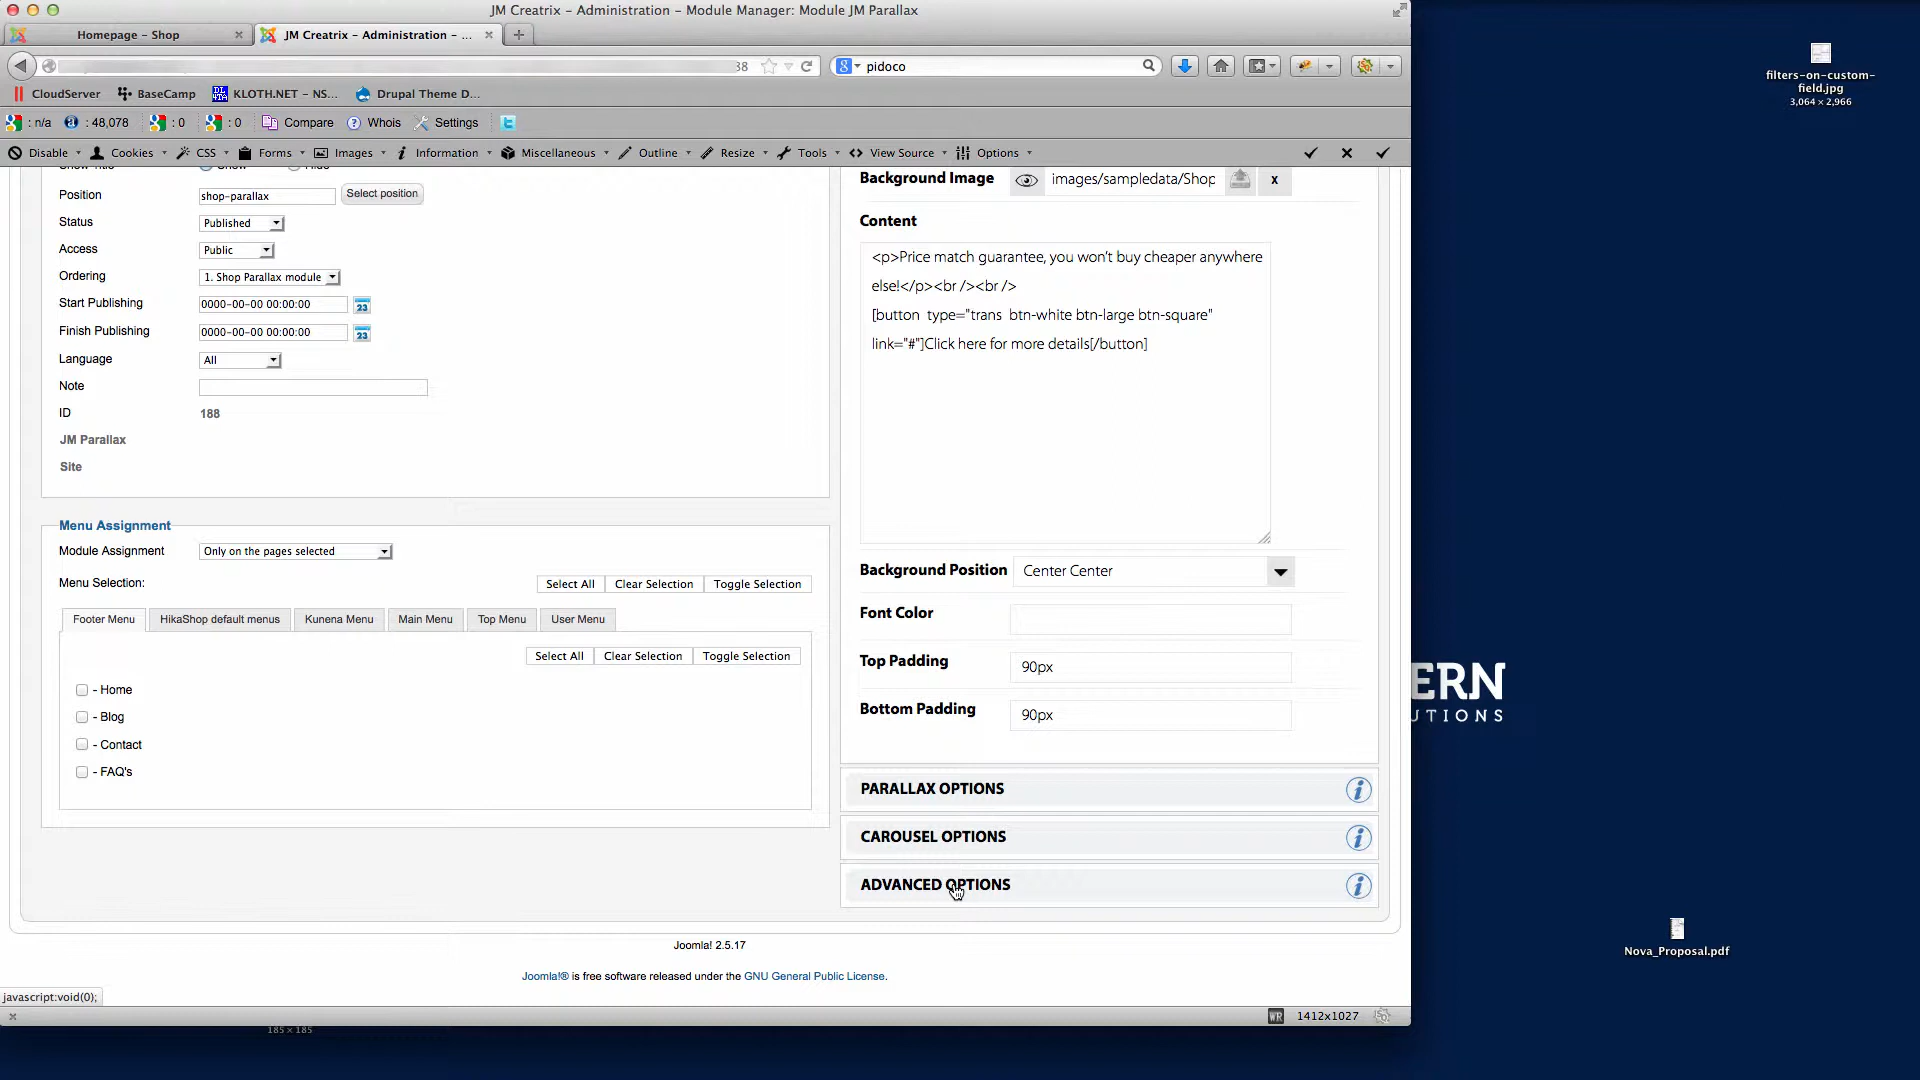 JM Creatrix – Administration – Module Manager: Module JM Parallax
Homepage – Shop
JM Creatrix – Administration – ...
38
pidoco
CloudServer
BaseCamp
KLOTH.NET – NS...
Drupal Theme D...
: n/a
: 48,078
: 0
: 0
Compare
Whois
Settings
Disable
Cookies
CSS
Forms
Images
Information
Miscellaneous
Outline
Resize
Tools
View Source
Options
Position
shop-parallax
Select position
Status
Published
Access
Public
Ordering
1. Shop Parallax module
Start Publishing
0000-00-00 00:00:00
23
Finish Publishing
0000-00-00 00:00:00
23
Language
All
Note
ID
188
JM Parallax
Site
Menu Assignment
Module Assignment
Only on the pages selected
Menu Selection:
Select All
Clear Selection
Toggle Selection
Footer Menu
HikaShop default menus
Kunena Menu
Main Menu
Top Menu
User Menu
Select All
Clear Selection
Toggle Selection
- Home
- Blog
- Contact
- FAQ's
Background Image
images/sampledata/Shop
x
Content
<p>Price match guarantee, you won't buy cheaper anywhere
else!</p><br /><br />
[button type="trans btn-white btn-large btn-square"
link="#"]Click here for more details[/button]
Background Position
Center Center
Font Color
Top Padding
90px
Bottom Padding
90px
PARALLAX OPTIONS
CAROUSEL OPTIONS
ADVANCED OPTIONS
Joomla! 2.5.17
Joomla!® is free software released under the GNU General Public License.
javascript:void(0);
WR
1412x1027
185 × 185
filters-on-custom-
field.jpg
3,064 × 2,966
ERN
UTIONS
Nova_Proposal.pdf